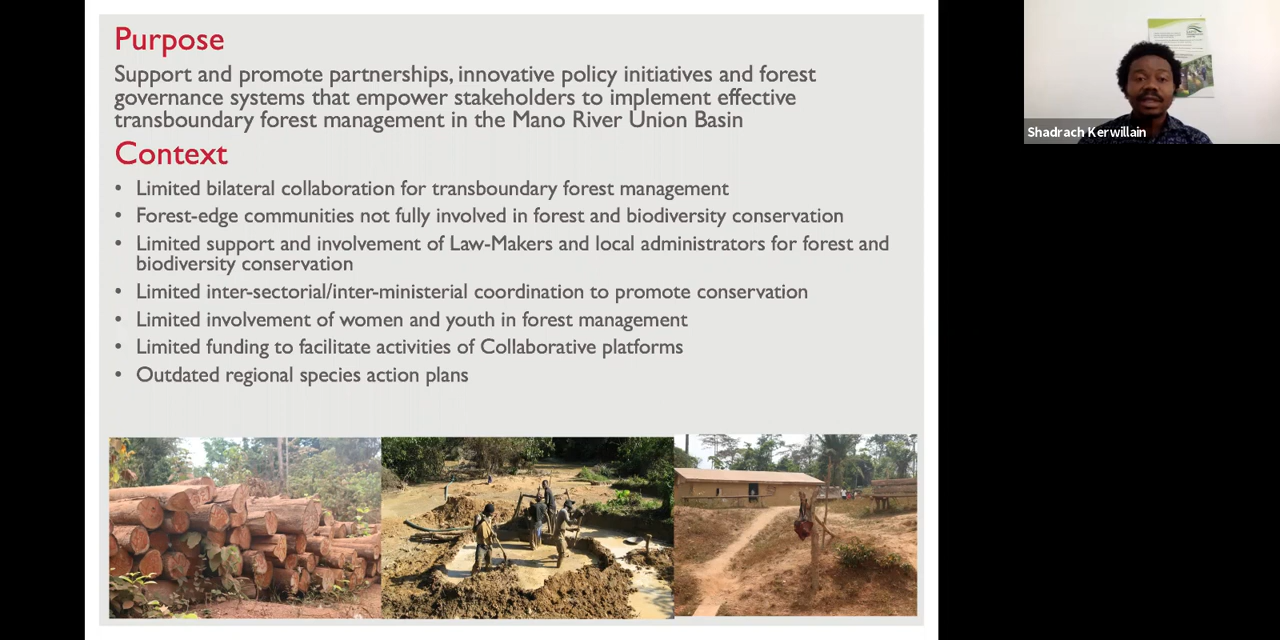 Purpose
Support and promote partnerships, innovative policy initiatives and forest
governance systems that empower stakeholders to implement effective
transboundary forest management in the Mano River Union Basin
Context
• Limited bilateral collaboration for transboundary forest management
• Forest-edge communities not fully involved in forest and biodiversity conservation
• Limited support and involvement of Law-Makers and local administrators for forest and
biodiversity conservation
• Limited inter-sectorial/inter-ministerial coordination to promote conservation
• Limited involvement of women and youth in forest management
• Limited funding to facilitate activities of Collaborative platforms
• Outdated regional species action plans
Shadrach Kerwillain